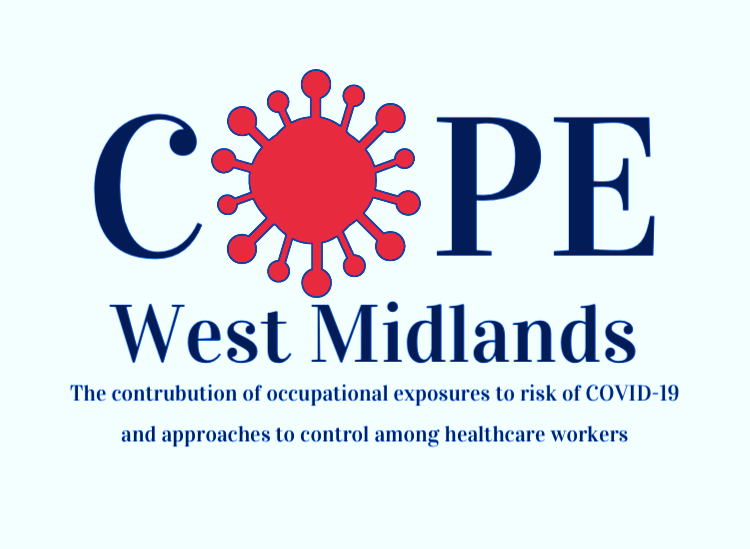 COPE
West Midlands
The contrubution of occupational exposures to risk of COVID-19
and approaches to control among healthcare workers